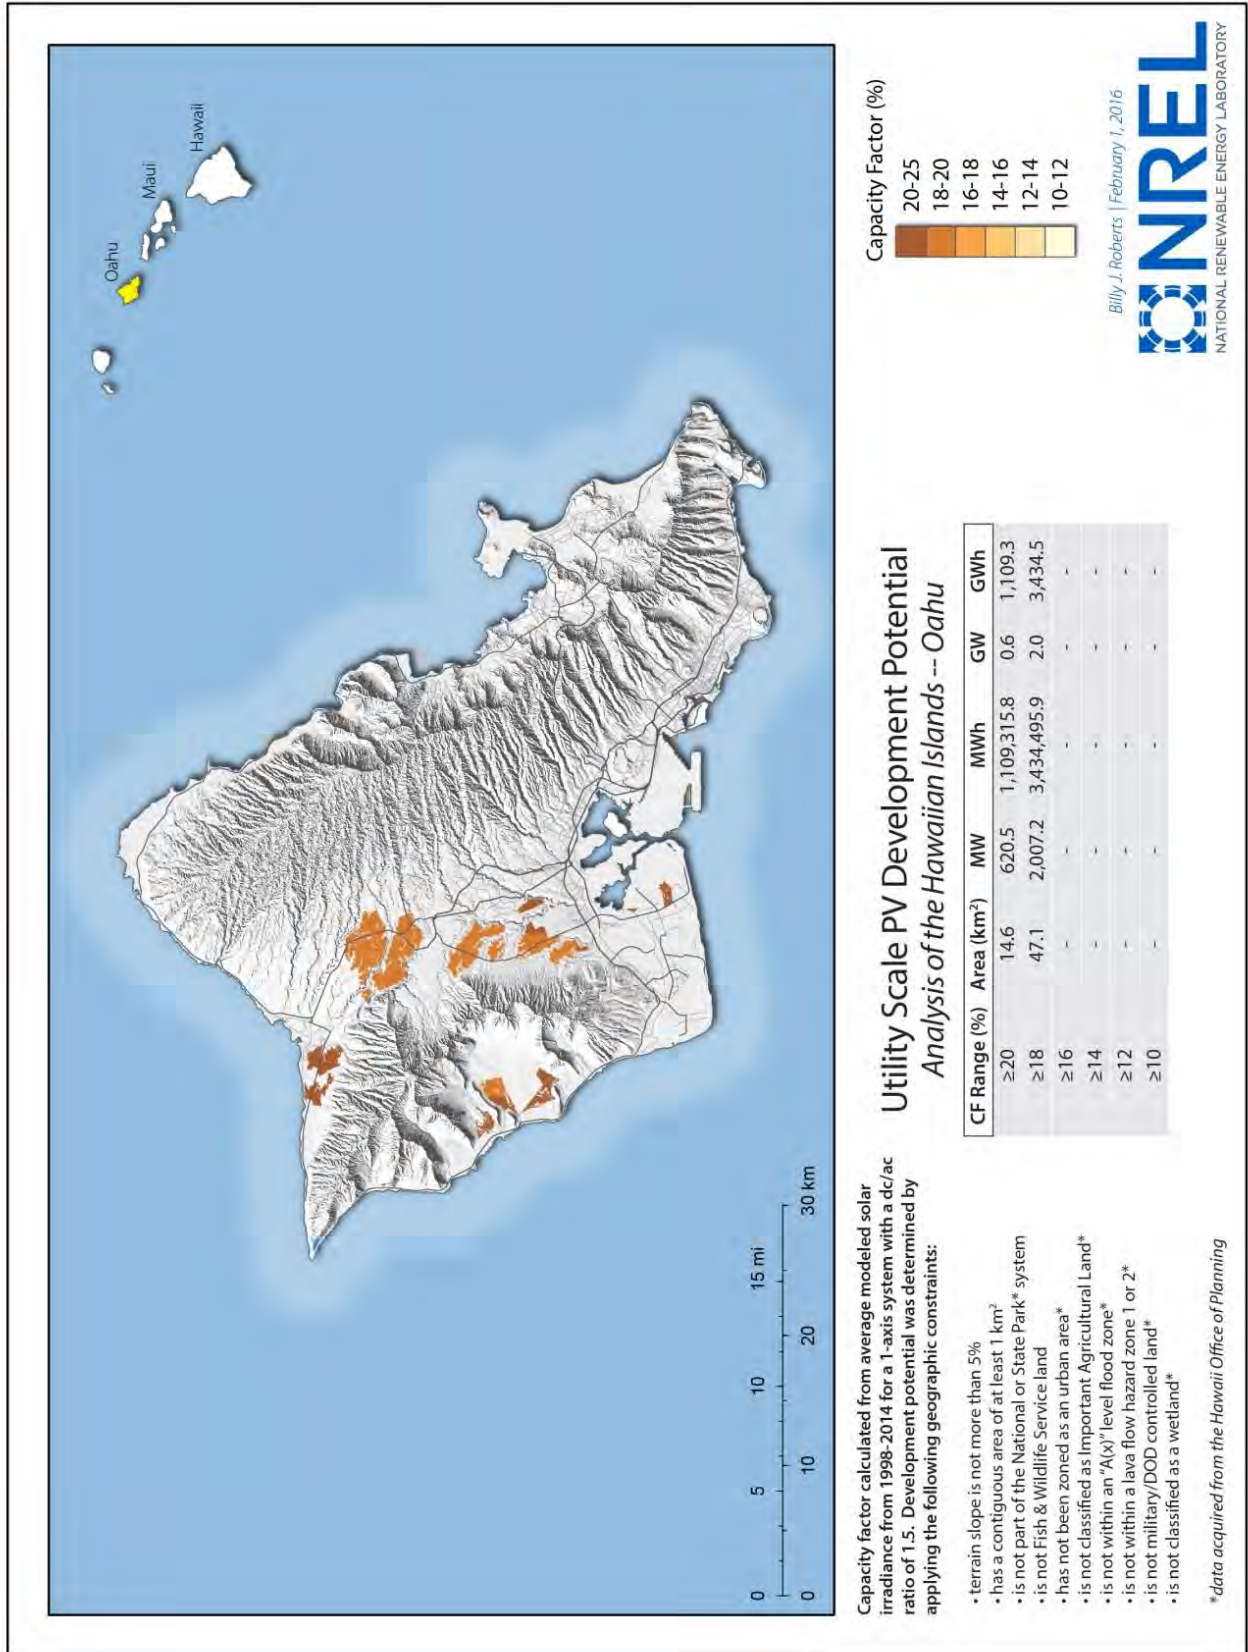 Oahu
Maui
Hawaii
0 5 10 15 mi
0 10 20 30 km
Capacity factor calculated from average modeled solar
irradiance from 1998-2014 for a 1-axis system with a dc/ac
ratio of 1.5. Development potential was determined by
applying the following geographic constraints:
• terrain slope is not more than 5%
• has a contiguous area of at least 1 km²
• is not part of the National or State Park* system
• is not Fish & Wildlife Service land
• has not been zoned as an urban area*
• is not classified as Important Agricultural Land*
• is not within an "A(x)" level flood zone*
• is not within a lava flow hazard zone 1 or 2*
• is not military/DOD controlled land*
• is not classified as a wetland*
*data acquired from the Hawaii Office of Planning
Utility Scale PV Development Potential
Analysis of the Hawaiian Islands -- Oahu
CF Range (%) Area (km²) MW MWh GW GWh
≥20 14.6 620.5 1,109,315.8 0.6 1,109.3
≥18 47.1 2,007.2 3,434,495.9 2.0 3,434.5
≥16 - - - - -
≥14 - - - - -
≥12 - - - - -
≥10 - - - - -
Capacity Factor (%)
20-25
18-20
16-18
14-16
12-14
10-12
Billy J. Roberts | February 1, 2016
NREL
NATIONAL RENEWABLE ENERGY LABORATORY